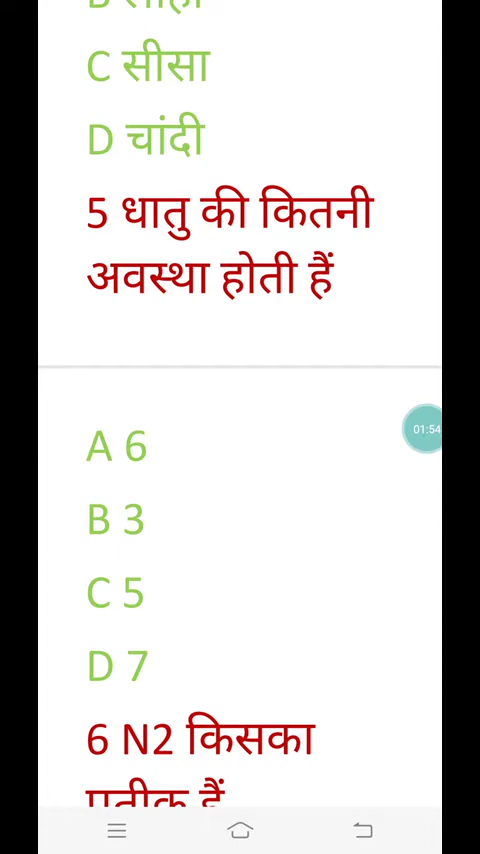 C सीसा
D चांदी
5 धातु की कितनी
अवस्था होती हैं
01:54
A 6
B 3
C 5
D 7
6 N2 किसका